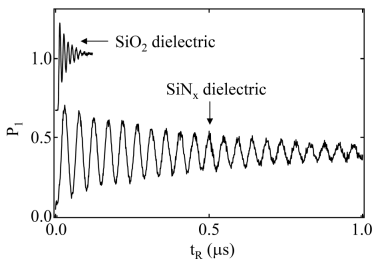 SiO2 dielectric
1.0
SiNx dielectric
P1
0.5
0.0
0.0 0.5 1.0
tR (μs)